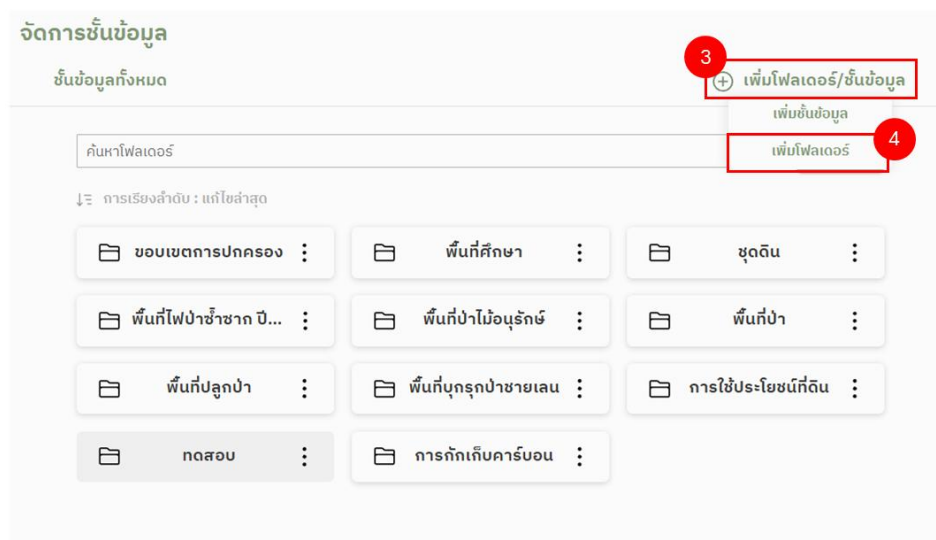 จัดการชั้นข้อมูล
ชั้นข้อมูลทั้งหมด
3
เพิ่มโฟลเดอร์/ชั้นข้อมูล
เพิ่มชั้นข้อมูล
4
เพิ่มโฟลเดอร์
ค้นหาโฟลเดอร์
การเรียงลำดับ : แก้ไขล่าสุด
ขอบเขตการปกครอง
พื้นที่ศึกษา
ชุดดิน
พื้นที่ไฟป่าซ้ำซาก ปี...
พื้นที่ป่าไม้อนุรักษ์
พื้นที่ป่า
พื้นที่ปลูกป่า
พื้นที่บุกรุกป่าชายเลน
การใช้ประโยชน์ที่ดิน
ทดสอบ
การกักเก็บคาร์บอน